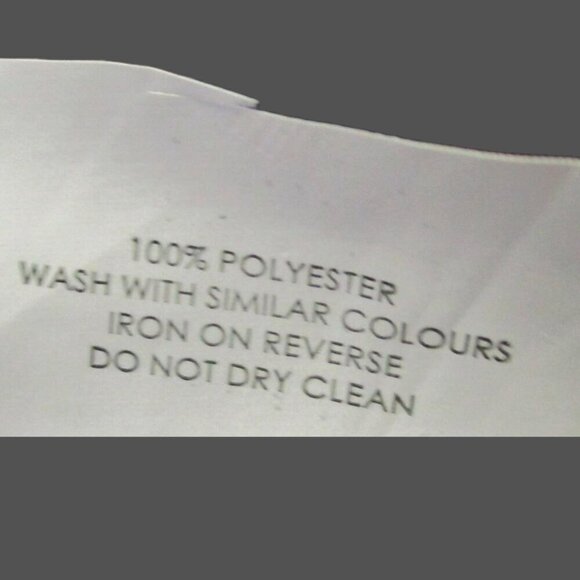 100% POLYESTER
WASH WITH SIMILAR COLOURS
IRON ON REVERSE
DO NOT DRY CLEAN